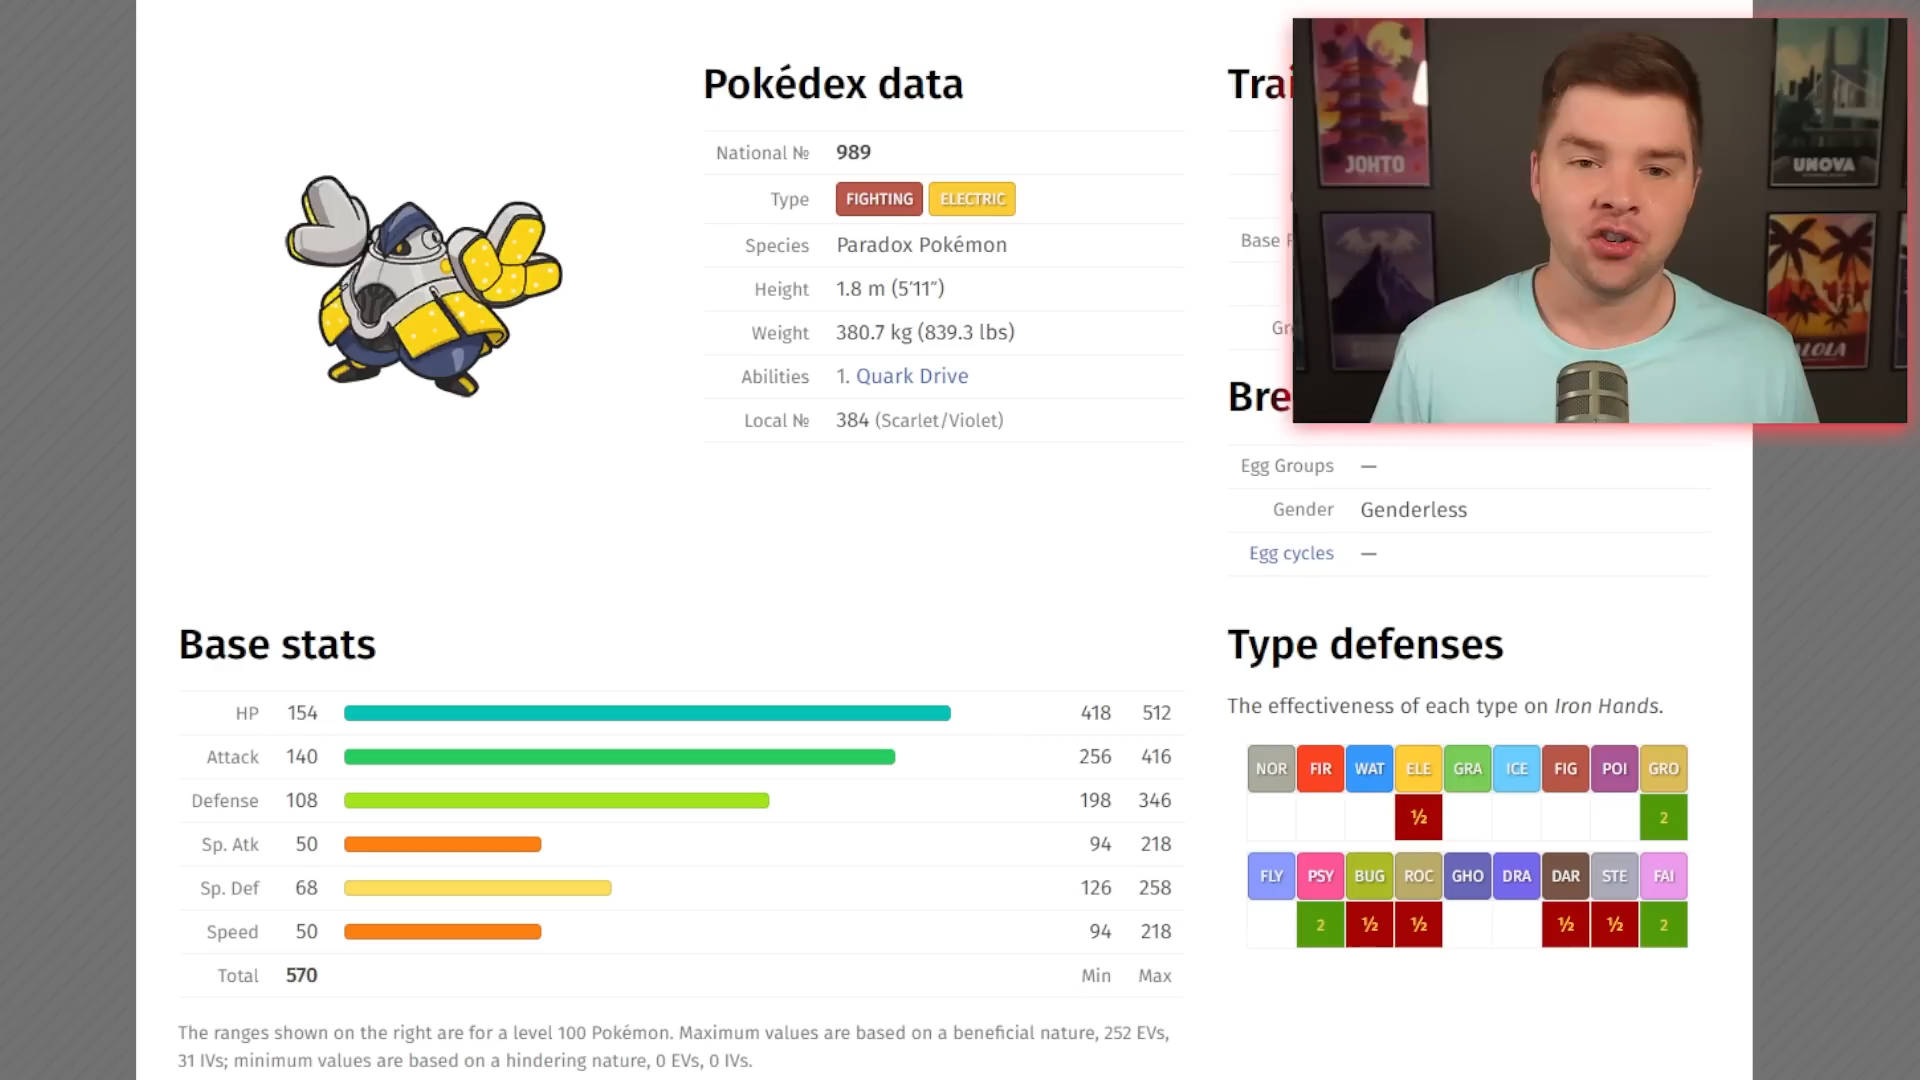 Pokédex data
National № 989
Type FIGHTING ELECTRIC
Species Paradox Pokémon
Height 1.8 m (5′11″)
Weight 380.7 kg (839.3 lbs)
Abilities 1. Quark Drive
Local № 384 (Scarlet/Violet)
Trai
Base
Gr
Bre
Egg Groups —
Gender Genderless
Egg cycles —
JOHTO
UNOVA
ALOLA
Base stats
HP 154 418 512
Attack 140 256 416
Defense 108 198 346
Sp. Atk 50 94 218
Sp. Def 68 126 258
Speed 50 94 218
Total 570 Min Max
The ranges shown on the right are for a level 100 Pokémon. Maximum values are based on a beneficial nature, 252 EVs,
31 IVs; minimum values are based on a hindering nature, 0 EVs, 0 IVs.
Type defenses
The effectiveness of each type on Iron Hands.
NOR FIR WAT ELE GRA ICE FIG POI GRO
½ 2
FLY PSY BUG ROC GHO DRA DAR STE FAI
2 ½ ½ ½ ½ 2